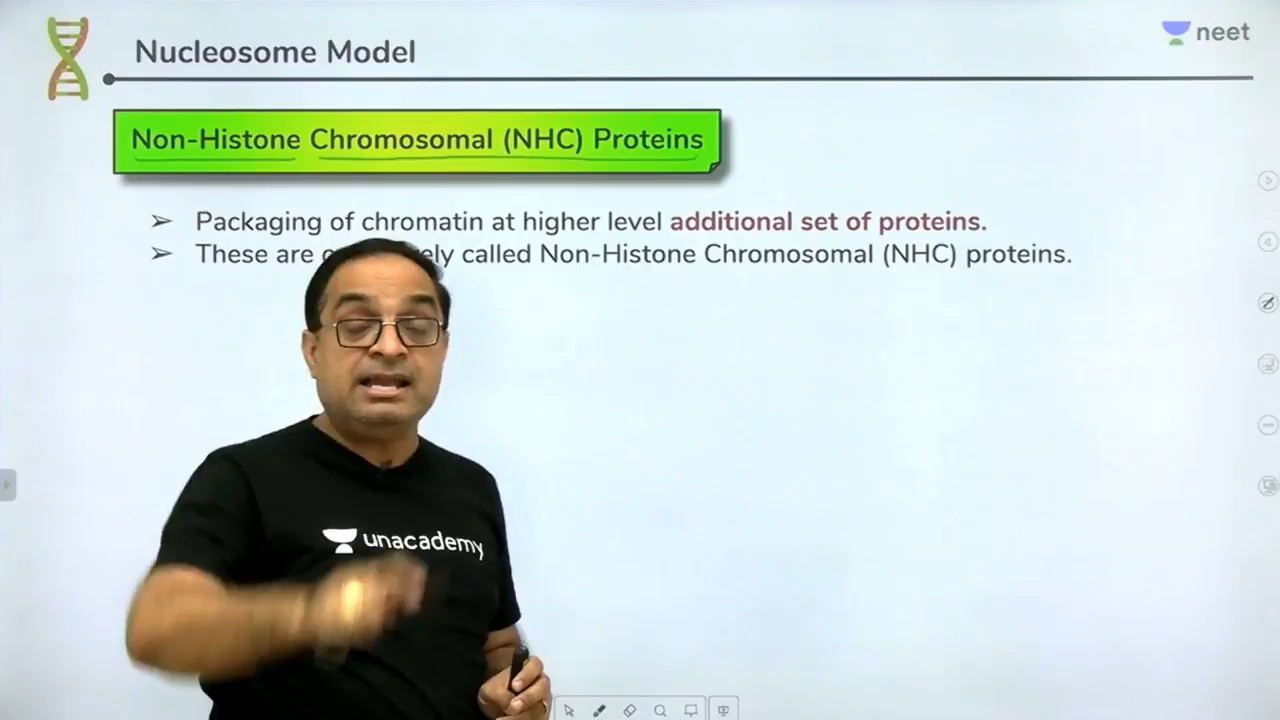 Nucleosome Model
neet
Non-Histone Chromosomal (NHC) Proteins
➢ Packaging of chromatin at higher level additional set of proteins.
➢ These are ly called Non-Histone Chromosomal (NHC) proteins.
unacademy